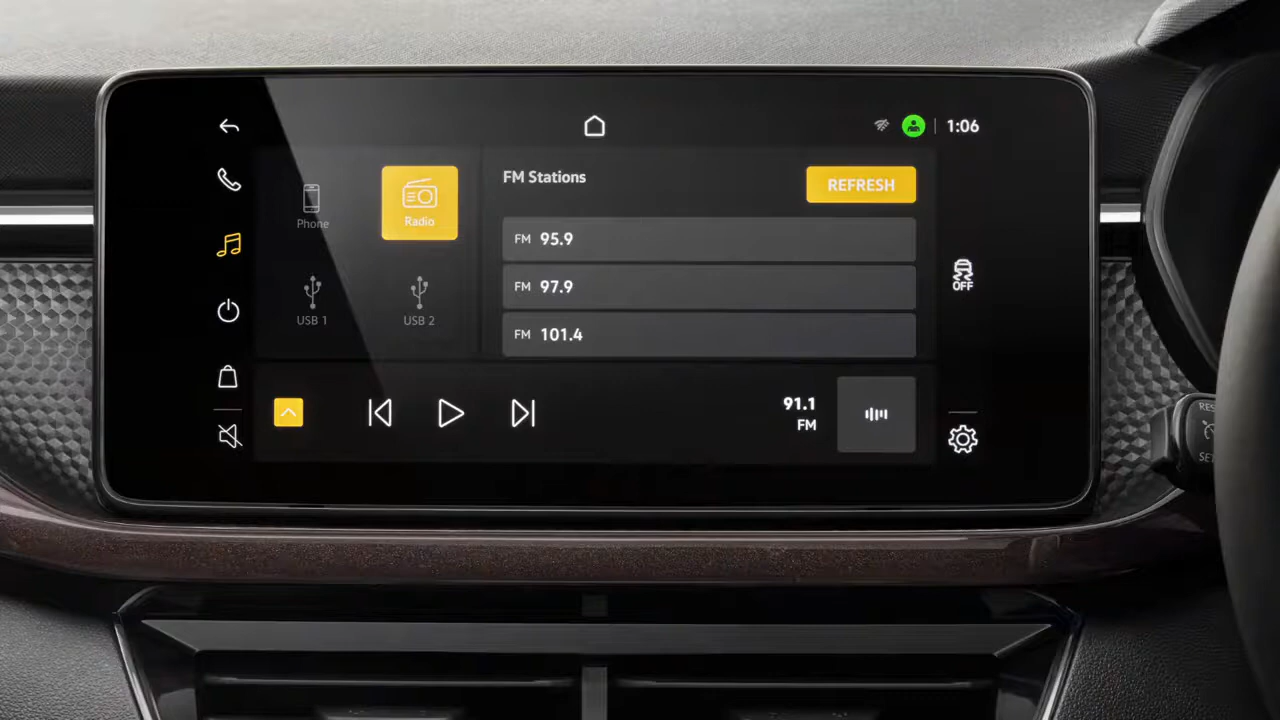 1:06
Phone
Radio
USB 1
USB 2
FM Stations
REFRESH
FM 95.9
FM 97.9
FM 101.4
OFF
91.1
FM